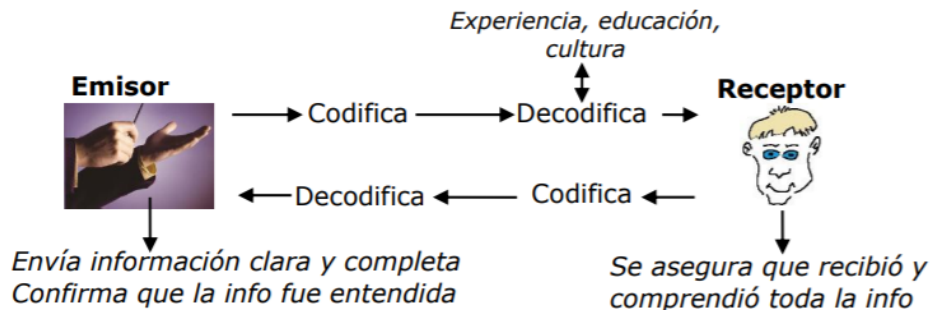 Experiencia, educación,
cultura
Emisor
Receptor
Codifica
Decodifica
Decodifica
Codifica
Envía información clara y completa
Confirma que la info fue entendida
Se asegura que recibió y
comprendió toda la info